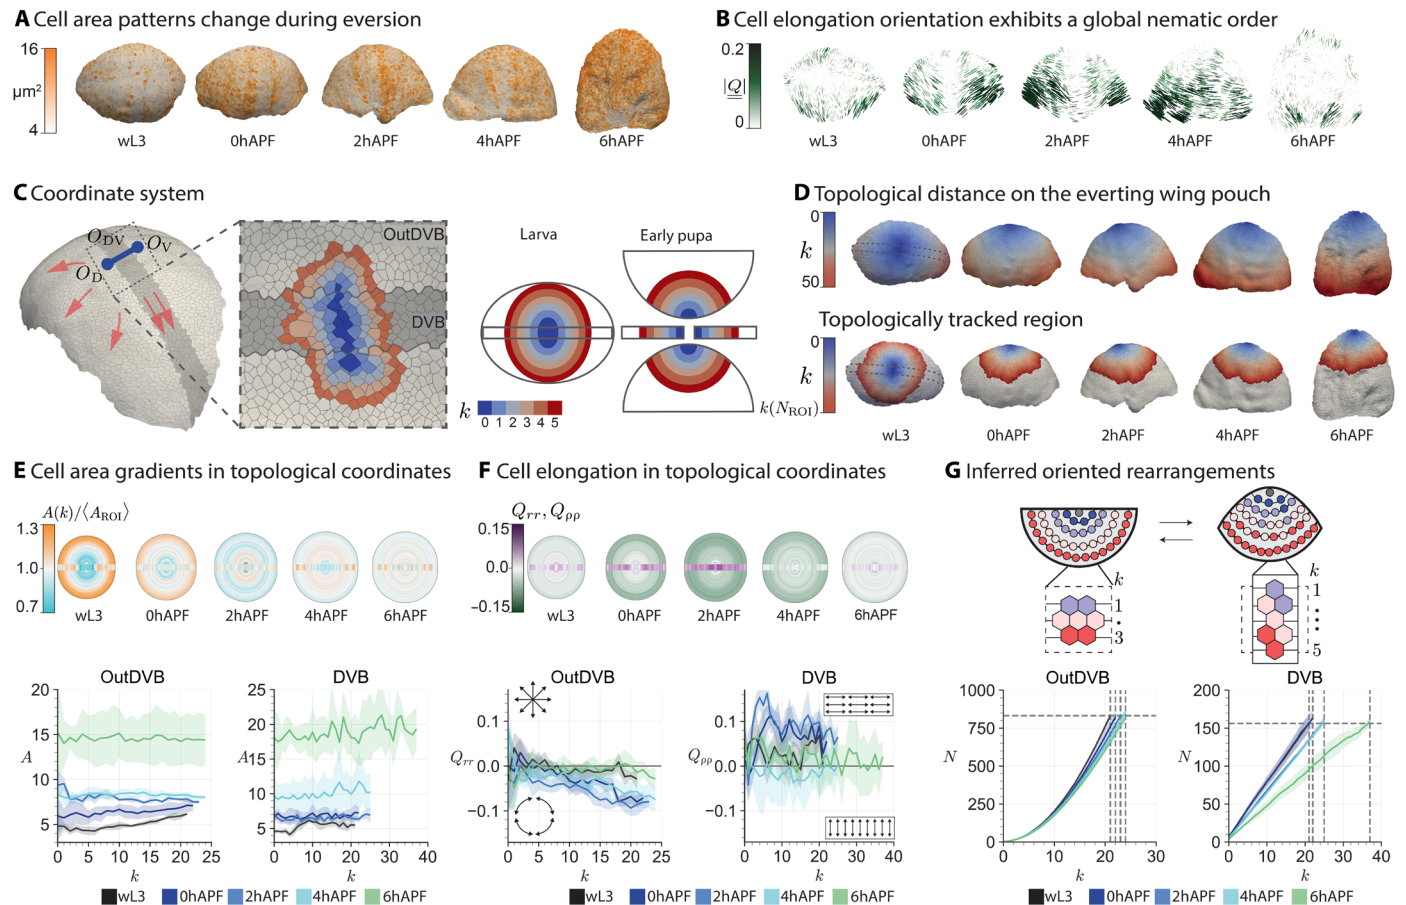 A Cell area patterns change during eversion
16
μm²
4
wL3
0hAPF
2hAPF
4hAPF
6hAPF
B Cell elongation orientation exhibits a global nematic order
0.2
|Q|
0
wL3
0hAPF
2hAPF
4hAPF
6hAPF
C Coordinate system
O_DV
O_V
O_D
OutDVB
DVB
Larva
Early pupa
k
0 1 2 3 4 5
D Topological distance on the everting wing pouch
0
k
50
Topologically tracked region
0
k
k(N_ROI)
wL3
0hAPF
2hAPF
4hAPF
6hAPF
E Cell area gradients in topological coordinates
A(k)/⟨A_ROI⟩
1.3
1.0
0.7
wL3
0hAPF
2hAPF
4hAPF
6hAPF
OutDVB
20
15
A
10
5
0 5 10 15 20 25
k
DVB
25
20
A15
10
5
0 10 20 30 40
k
wL3 0hAPF 2hAPF 4hAPF 6hAPF
F Cell elongation in topological coordinates
Q_rr, Q_ρρ
0.15
0.0
−0.15
wL3
0hAPF
2hAPF
4hAPF
6hAPF
OutDVB
0.1
Q_rr 0.0
−0.1
0 5 10 15 20 25
k
DVB
0.1
Q_ρρ 0.0
−0.1
0 10 20 30 40
k
wL3 0hAPF 2hAPF 4hAPF 6hAPF
G Inferred oriented rearrangements
k
1
3
k
1
5
OutDVB
1000
750
N
500
250
0
0 10 20 30
k
DVB
200
150
N
100
50
0
0 10 20 30 40
k
wL3 0hAPF 2hAPF 4hAPF 6hAPF